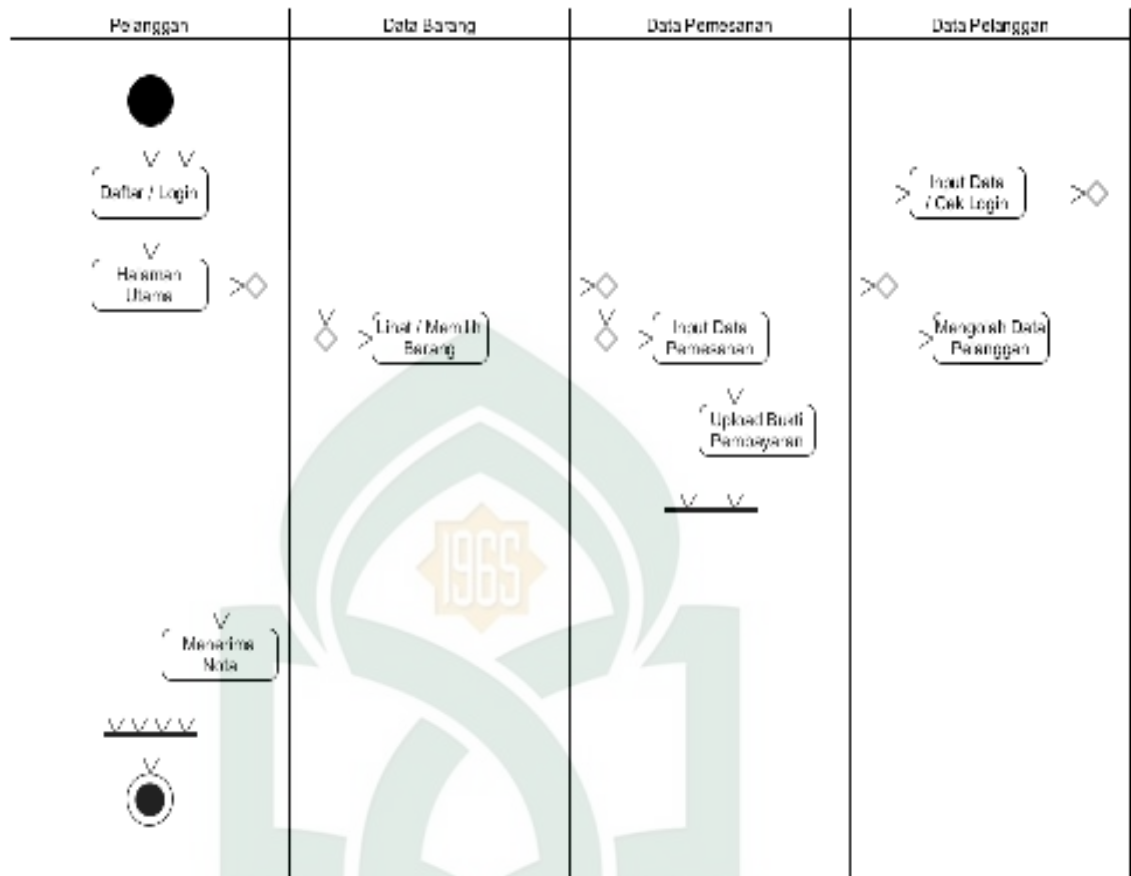 Pelanggan
Data Barang
Data Pemesanan
Data Pelanggan
Daftar / Login
Input Data
/ Cek Login
Halaman
Utama
Lihat / Memilih
Barang
Input Data
Pemesanan
Mengolah Data
Pelanggan
Upload Bukti
Pembayaran
1965
Menerima
Nota